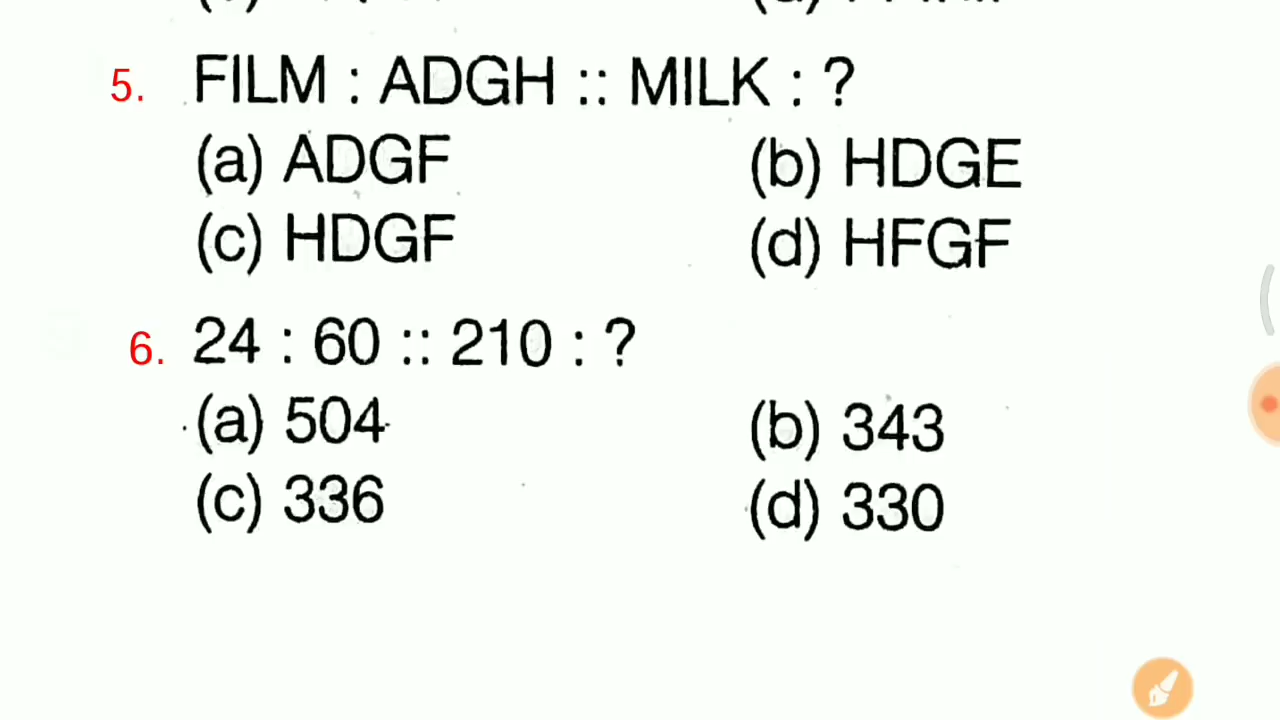 5. FILM : ADGH :: MILK : ?
(a) ADGF (b) HDGE
(c) HDGF (d) HFGF
6. 24 : 60 :: 210 : ?
(a) 504 (b) 343
(c) 336 (d) 330